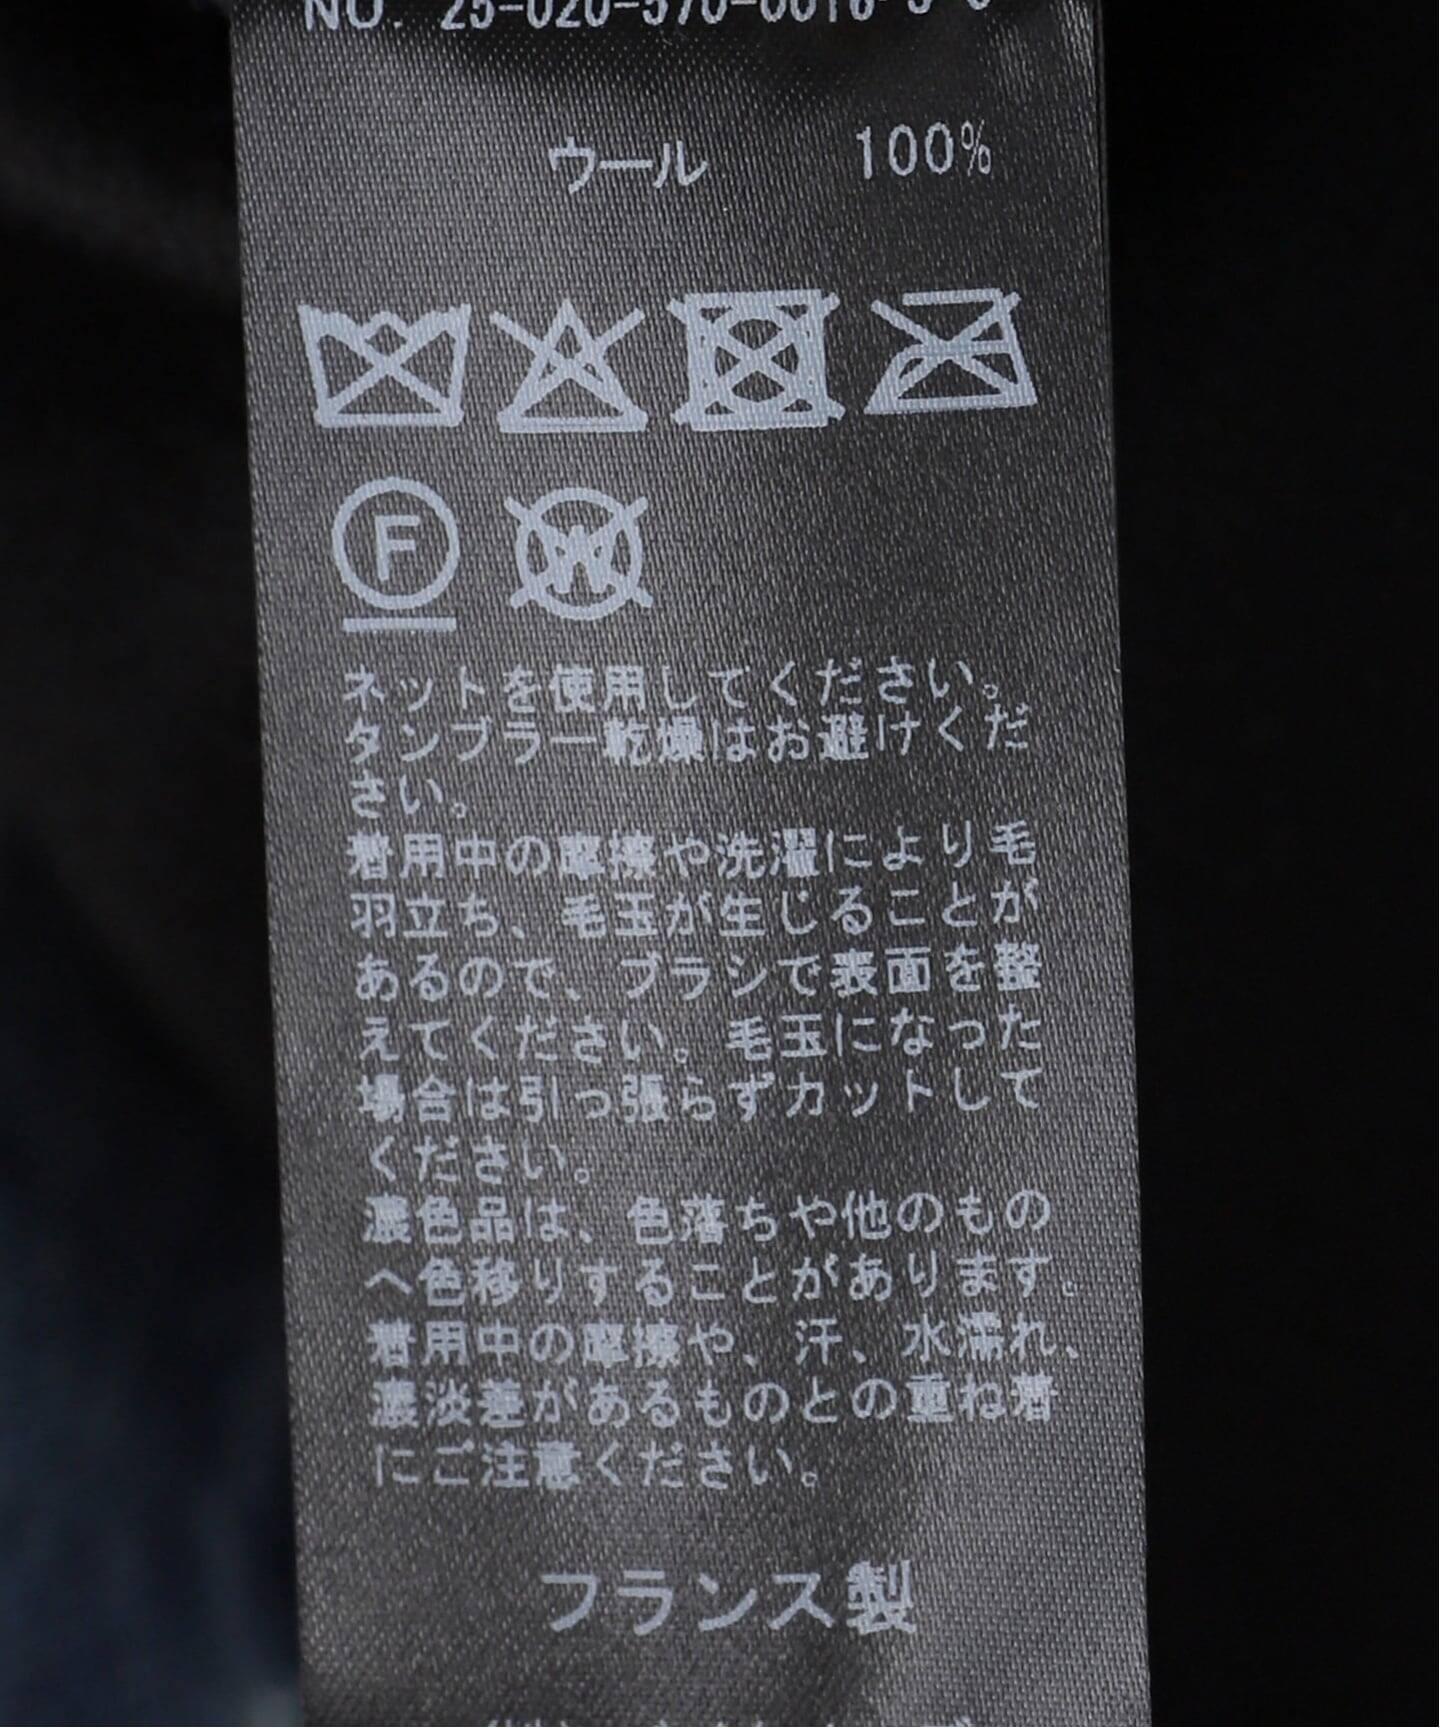 ウール 100%
F W
ネットを使用してください。
タンブラー乾燥はお避けくだ
さい。
着用中の摩擦や洗濯により毛
羽立ち、毛玉が生じることが
あるので、ブラシで表面を整
えてください。毛玉になった
場合は引っ張らずカットして
ください。
濃色品は、色落ちや他のもの
へ色移りすることがあります。
着用中の摩擦や、汗、水濡れ、
濃淡差があるものとの重ね着
にご注意ください。
フランス製